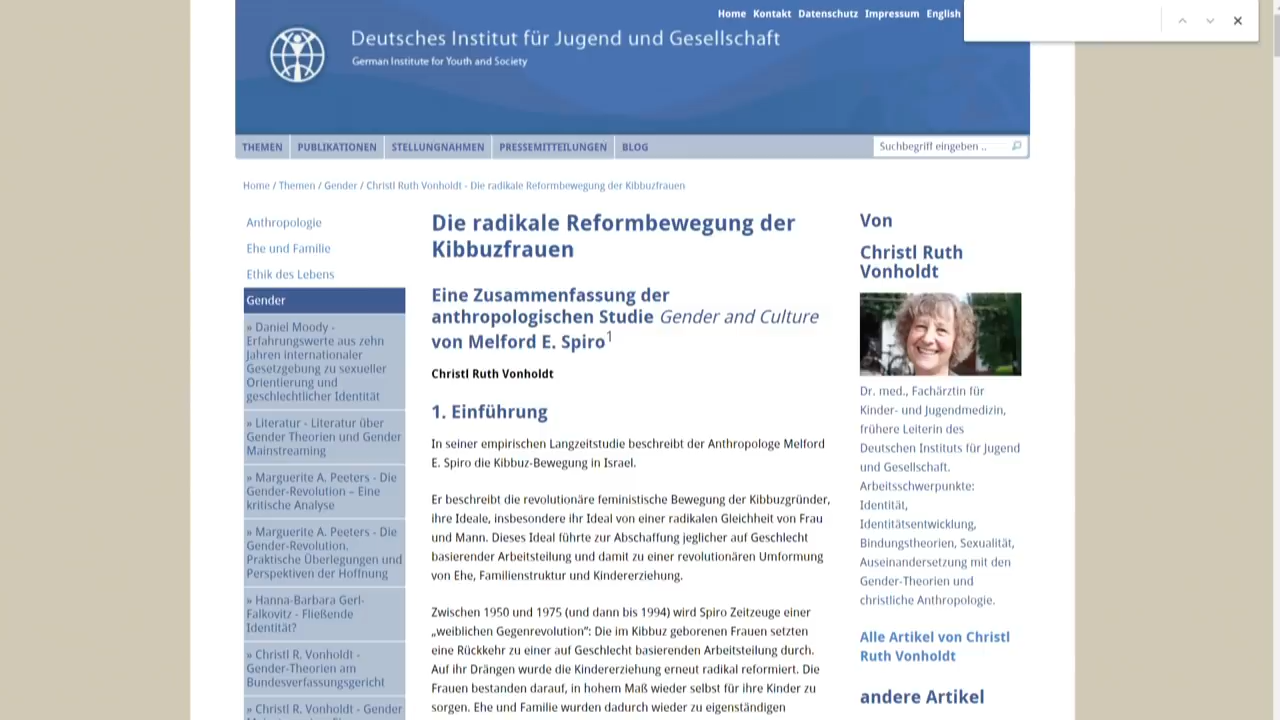 Home Kontakt Datenschutz Impressum English
Deutsches Institut für Jugend und Gesellschaft
German Institute for Youth and Society
THEMEN PUBLIKATIONEN STELLUNGNAHMEN PRESSEMITTEILUNGEN BLOG
Suchbegriff eingeben ..
Home / Themen / Gender / Christl Ruth Vonholdt - Die radikale Reformbewegung der Kibbuzfrauen
Anthropologie
Ehe und Familie
Ethik des Lebens
Gender
» Daniel Moody -
Erfahrungswerte aus zehn
Jahren internationaler
Gesetzgebung zu sexueller
Orientierung und
geschlechtlicher Identität
» Literatur - Literatur über
Gender Theorien und Gender
Mainstreaming
» Marguerite A. Peeters - Die
Gender-Revolution – Eine
kritische Analyse
» Marguerite A. Peeters - Die
Gender-Revolution.
Praktische Überlegungen und
Perspektiven der Hoffnung
» Hanna-Barbara Gerl-
Falkovitz - Fließende
Identität?
» Christl R. Vonholdt -
Gender-Theorien am
Bundesverfassungsgericht
» Christl R. Vonholdt - Gender
Die radikale Reformbewegung der
Kibbuzfrauen
Eine Zusammenfassung der
anthropologischen Studie Gender and Culture
von Melford E. Spiro1
Christl Ruth Vonholdt
1. Einführung
In seiner empirischen Langzeitstudie beschreibt der Anthropologe Melford
E. Spiro die Kibbuz-Bewegung in Israel.
Er beschreibt die revolutionäre feministische Bewegung der Kibbuzgründer,
ihre Ideale, insbesondere ihr Ideal von einer radikalen Gleichheit von Frau
und Mann. Dieses Ideal führte zur Abschaffung jeglicher auf Geschlecht
basierender Arbeitsteilung und damit zu einer revolutionären Umformung
von Ehe, Familienstruktur und Kindererziehung.
Zwischen 1950 und 1975 (und dann bis 1994) wird Spiro Zeitzeuge einer
„weiblichen Gegenrevolution“: Die im Kibbuz geborenen Frauen setzten
eine Rückkehr zu einer auf Geschlecht basierenden Arbeitsteilung durch.
Auf ihr Drängen wurde die Kindererziehung erneut radikal reformiert. Die
Frauen bestanden darauf, in hohem Maß wieder selbst für ihre Kinder zu
sorgen. Ehe und Familie wurden dadurch wieder zu eigenständigen
Von
Christl Ruth
Vonholdt
Dr. med., Fachärztin für
Kinder- und Jugendmedizin,
frühere Leiterin des
Deutschen Instituts für Jugend
und Gesellschaft.
Arbeitsschwerpunkte:
Identität,
Identitätsentwicklung,
Bindungstheorien, Sexualität,
Auseinandersetzung mit den
Gender-Theorien und
christliche Anthropologie.
Alle Artikel von Christl
Ruth Vonholdt
andere Artikel